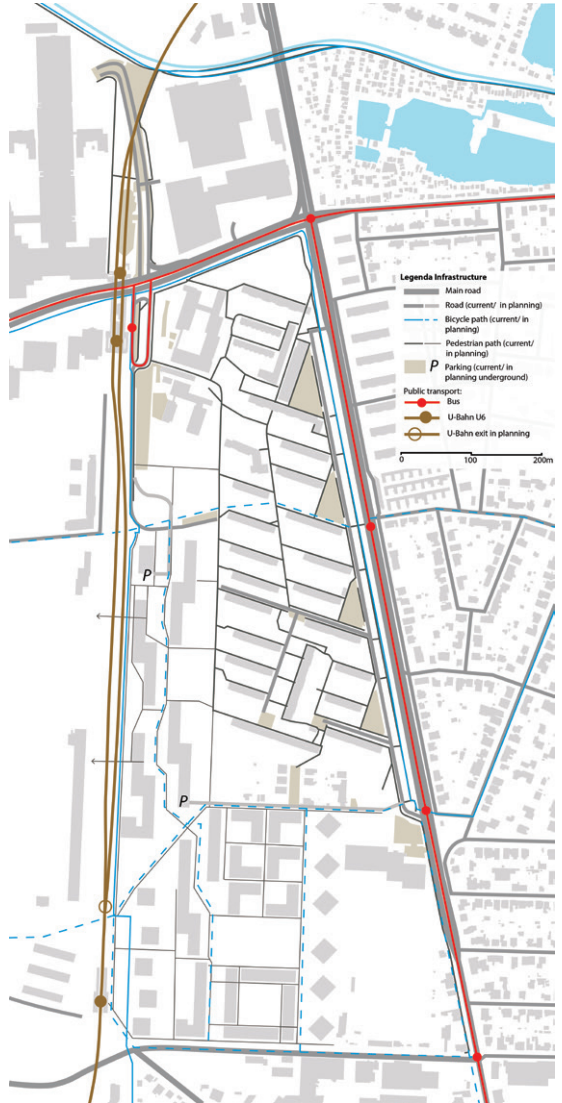 Legenda Infrastructure
Main road
Road (current/ in planning)
Bicycle path (current/ in
planning)
Pedestrian path (current/
in planning)
P Parking (current/ in
planning underground)
Public transport:
Bus
U-Bahn U6
U-Bahn exit in planning
0 100 200m
P
P